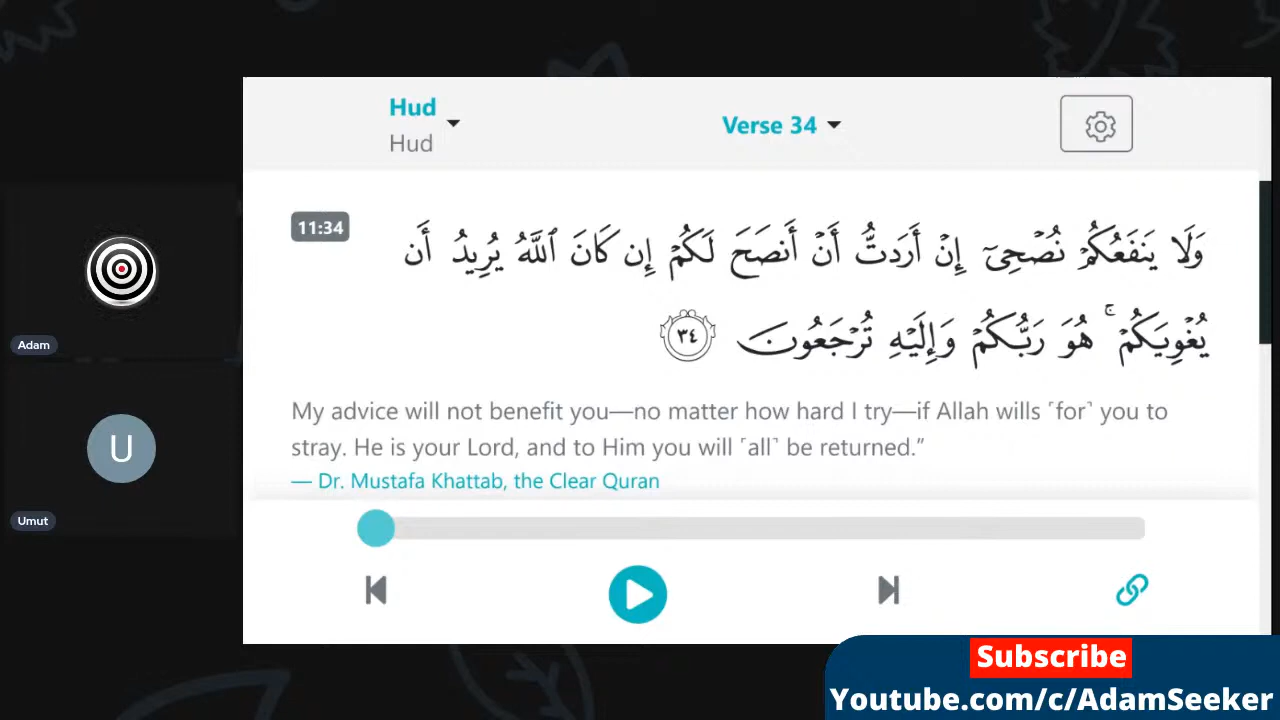 Hud
Hud
Verse 34
11:34
وَلَا يَنفَعُكُمْ نُصْحِىٓ إِنْ أَرَدتُّ أَنْ أَنصَحَ لَكُمْ إِن كَانَ ٱللَّهُ يُرِيدُ أَن
يُغْوِيَكُمْ ۚ هُوَ رَبُّكُمْ وَإِلَيْهِ تُرْجَعُونَ ٣٤
My advice will not benefit you—no matter how hard I try—if Allah wills ˹for˺ you to
stray. He is your Lord, and to Him you will ˹all˺ be returned.”
— Dr. Mustafa Khattab, the Clear Quran
Adam
U
Umut
Subscribe
Youtube.com/c/AdamSeeker